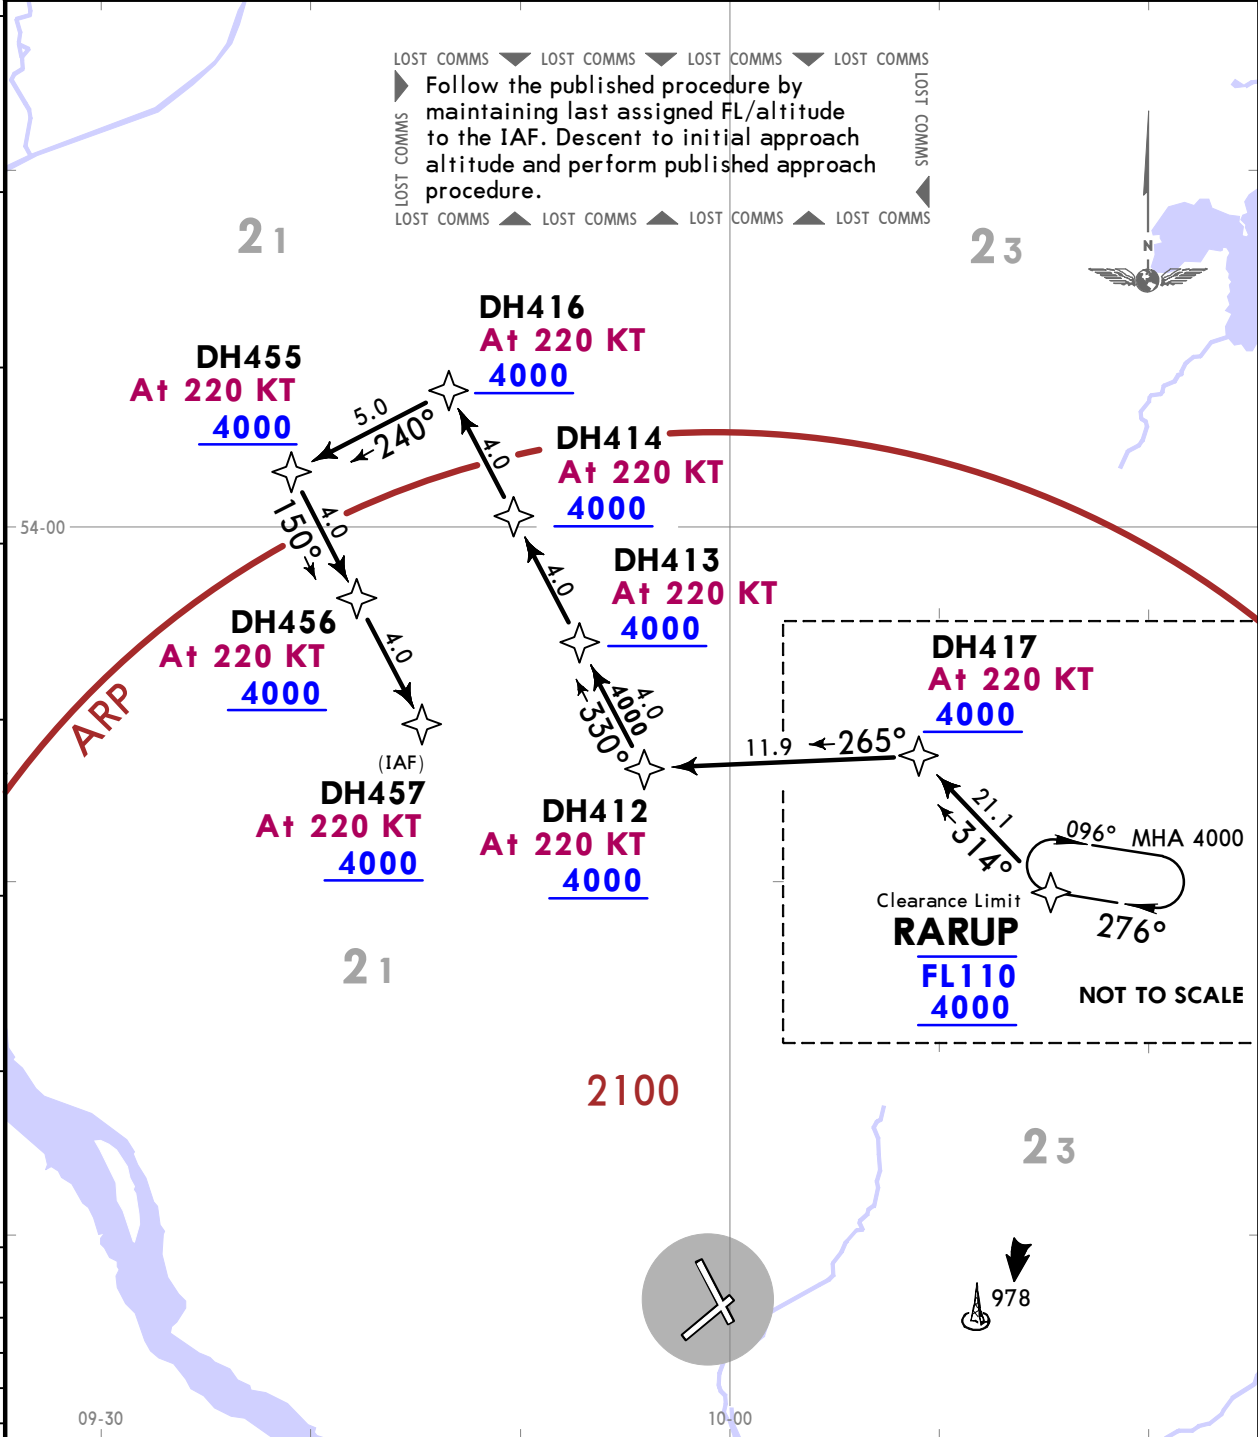 LOST COMMS LOST COMMS LOST COMMS LOST COMMS
LOST COMMS
LOST COMMS
Follow the published procedure by
maintaining last assigned FL/altitude
to the IAF. Descent to initial approach
altitude and perform published approach
procedure.
LOST COMMS LOST COMMS LOST COMMS LOST COMMS
21
23
N
DH416
At 220 KT
4000
DH455
At 220 KT
4000
5.0
240°
4.0
DH414
At 220 KT
4000
54-00
150°
4.0
4.0
DH413
At 220 KT
4000
DH456
At 220 KT
4000
4.0
4.0
4000
330°
DH417
At 220 KT
4000
ARP
11.9
265°
(IAF)
DH457
At 220 KT
4000
DH412
At 220 KT
4000
21.1
314°
096°
MHA 4000
276°
Clearance Limit
RARUP
FL110
4000
NOT TO SCALE
21
2100
23
978
09-30
10-00